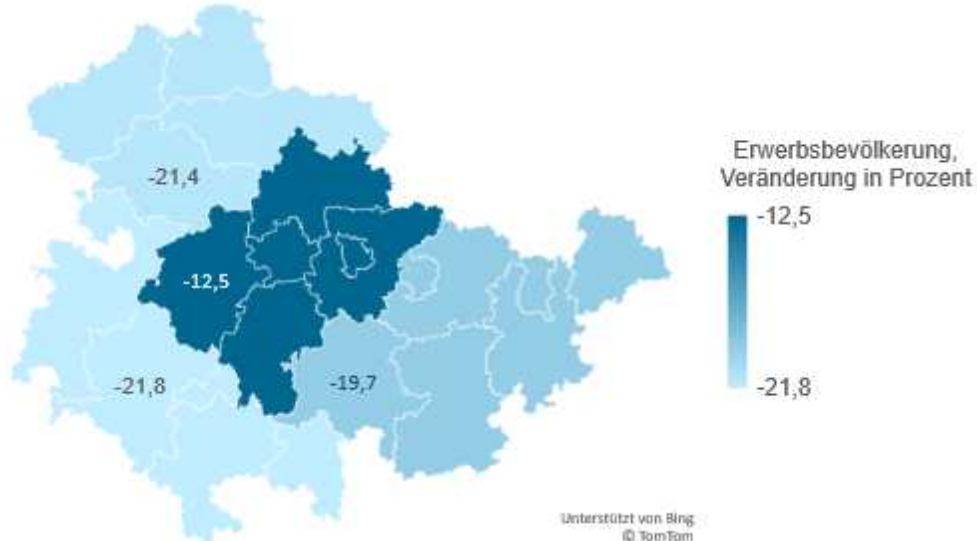 Erwerbsbevölkerung,
Veränderung in Prozent
-12,5
-21,8
-21,4
-12,5
-21,8
-19,7
Unterstützt von Bing
© TomTom